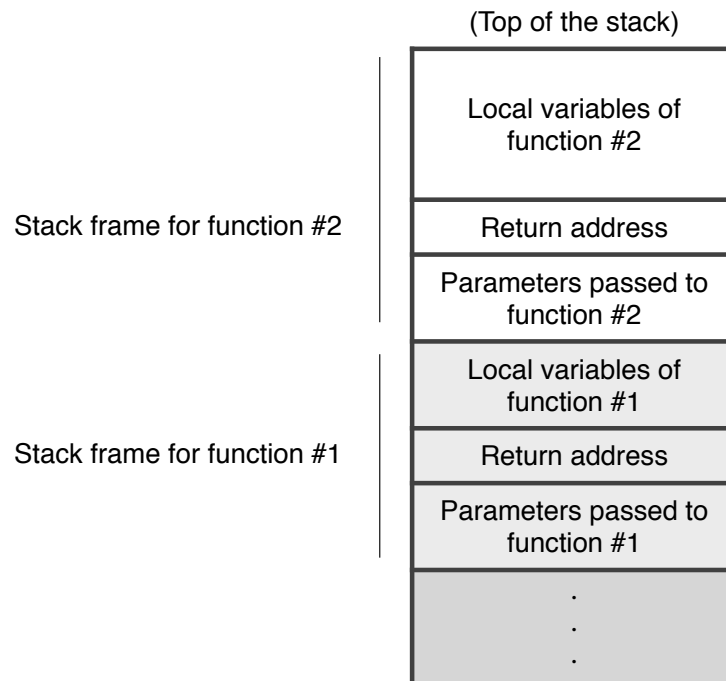 (Top of the stack)
Local variables of
function #2
Stack frame for function #2
Return address
Parameters passed to
function #2
Local variables of
function #1
Stack frame for function #1
Return address
Parameters passed to
function #1
.
.
.